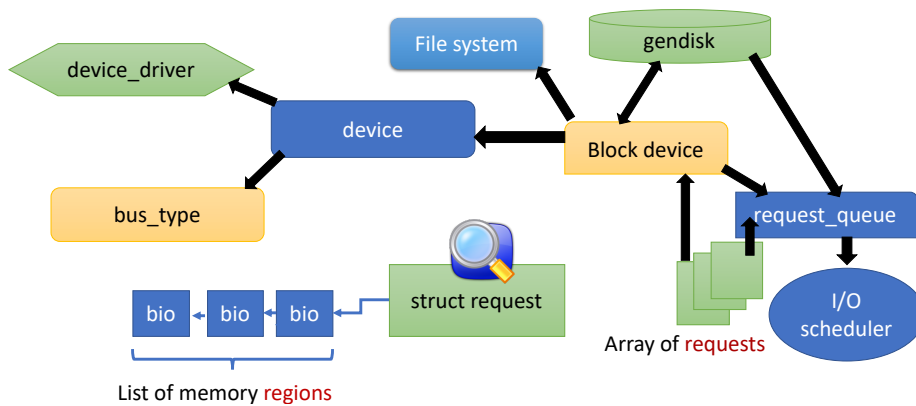 File system
gendisk
device_driver
device
Block device
bus_type
request_queue
struct request
bio
bio
bio
I/O
scheduler
Array of requests
List of memory regions